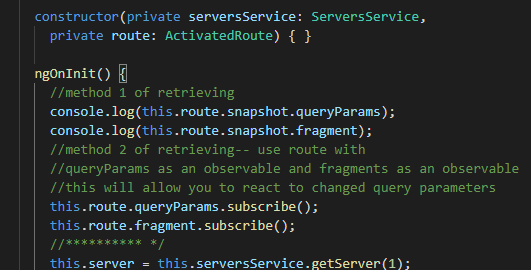 constructor(private serversService: ServersService,
private route: ActivatedRoute) { }
ngOnInit() {
//method 1 of retrieving
console.log(this.route.snapshot.queryParams);
console.log(this.route.snapshot.fragment);
//method 2 of retrieving-- use route with
//queryParams as an observable and fragments as an observable
//this will allow you to react to changed query parameters
this.route.queryParams.subscribe();
this.route.fragment.subscribe();
//********** */
this.server = this.serversService.getServer(1);